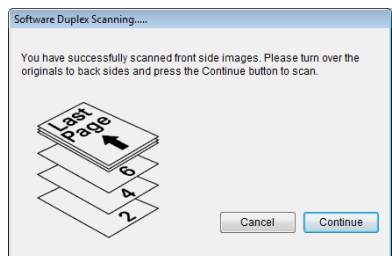 Software Duplex Scanning.....
You have successfully scanned front side images. Please turn over the
originals to back sides and press the Continue button to scan.
Last
Page
6
4
2
Cancel
Continue